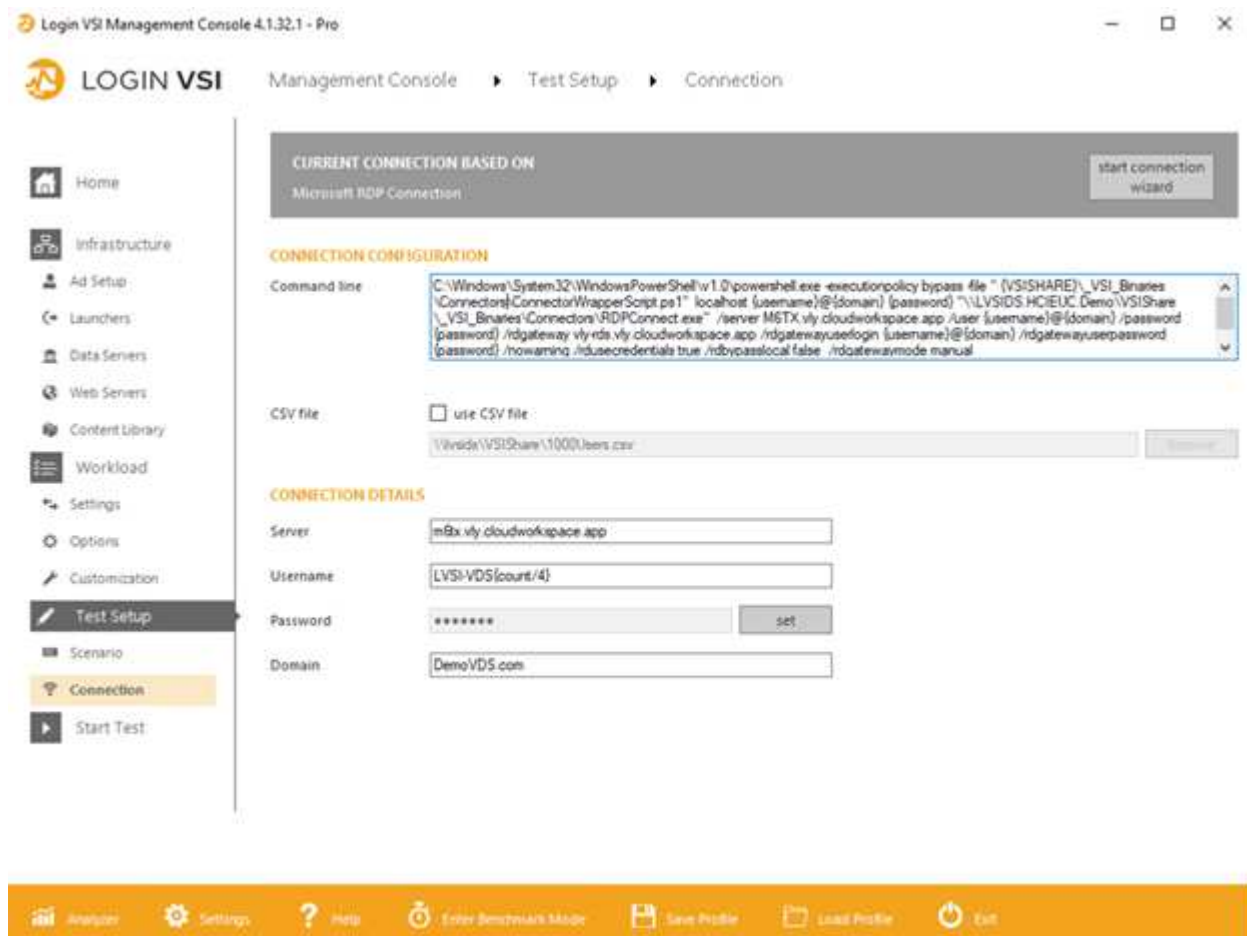 Login VSI Management Console 4.1.32.1 - Pro
LOGIN VSI
Management Console ▸ Test Setup ▸ Connection
Home
Infrastructure
Ad Setup
Launchers
Data Servers
Web Servers
Content Library
Workload
Settings
Options
Customization
Test Setup
Scenario
Connection
Start Test
CURRENT CONNECTION BASED ON
Microsoft RDP Connection
start connection
wizard
CONNECTION CONFIGURATION
Command line
C:\Windows\System32\WindowsPowerShell\v1.0\powershell.exe -executionpolicy bypass -file " {VSISHARE}\_VSI_Binaries
\Connectors\ConnectorWrapperScript.ps1" localhost {username}@{domain} {password} "\\LVSIDS.HCIEUC.Demo\VSIShare
\_VSI_Binaries\Connectors\RDPConnect.exe" /server M6TX.vly.cloudworkspace.app /user {username}@{domain} /password
{password} /rdgateway vly-rds.vly.cloudworkspace.app /rdgatewayuserlogin {username}@{domain} /rdgatewayuserpassword
{password} /nowarning /rdusecredentials true /rdbypasslocal false /rdgatewaymode manual
CSV file
use CSV file
\\lvsids\VSIShare\1000Users.csv
CONNECTION DETAILS
Server
.vly.cloudworkspace.app
Username
LVSI-VDS{count/4}
Password
*******
set
Domain
DemoVDS.com
Analyzer
Settings
Help
Enter Benchmark Mode
Save Profile
Load Profile
Exit